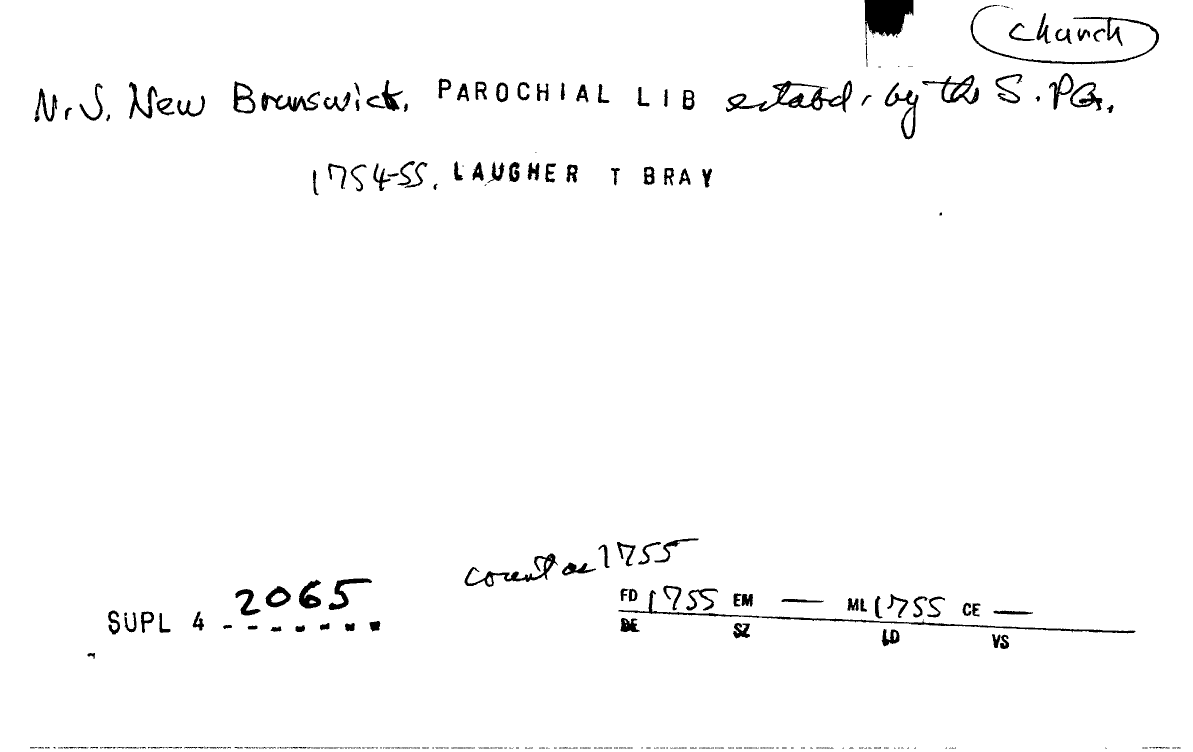 church
N.J. New Brunswick. PAROCHIAL LIB estabd. by the S.P.G.
1754-55. LAUGHER T BRAY
count as 1755
SUPL 4 2065
FD 1755 EM — ML 1755 CE —
DE SZ LD VS